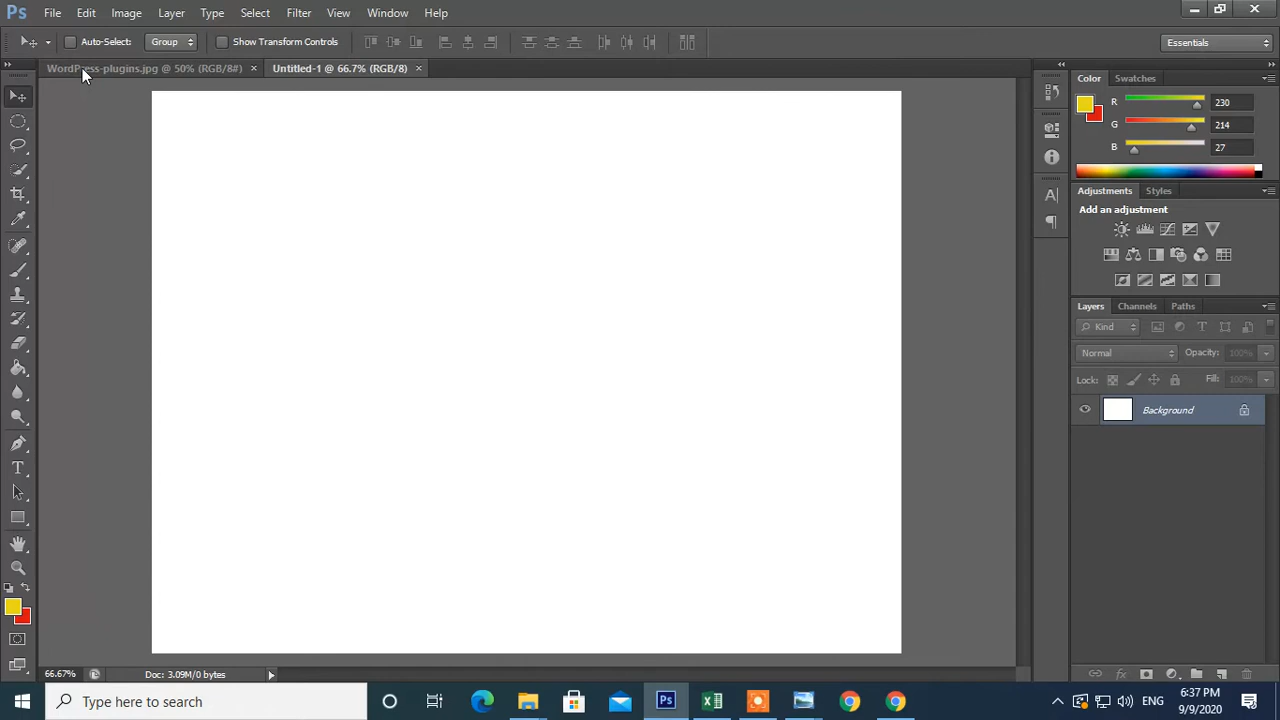 Ps File Edit Image Layer Type Select Filter View Window Help
Auto-Select: Group Show Transform Controls Essentials
WordPress-plugins.jpg @ 50% (RGB/8#) × Untitled-1 @ 66.7% (RGB/8) ×
Color Swatches
R 230
G 214
B 27
Adjustments Styles
Add an adjustment
Layers Channels Paths
Kind
Normal Opacity: 100%
Lock: Fill: 100%
Background
66.67% Doc: 3.09M/0 bytes
Type here to search
ENG
6:37 PM
9/9/2020